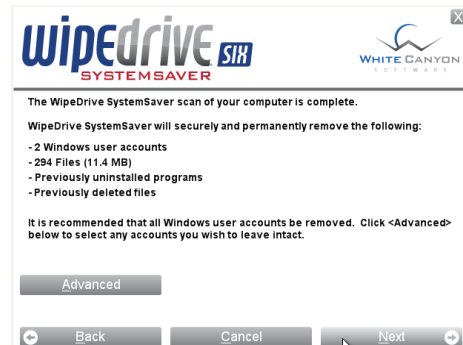 wipedrive SIX
SYSTEMSAVER
WHITE CANYON
SOFTWARE
X
The WipeDrive SystemSaver scan of your computer is complete.
WipeDrive SystemSaver will securely and permanently remove the following:
- 2 Windows user accounts
- 294 Files (11.4 MB)
- Previously uninstalled programs
- Previously deleted files
It is recommended that all Windows user accounts be removed. Click <Advanced>
below to select any accounts you wish to leave intact.
Advanced
Back
Cancel
Next